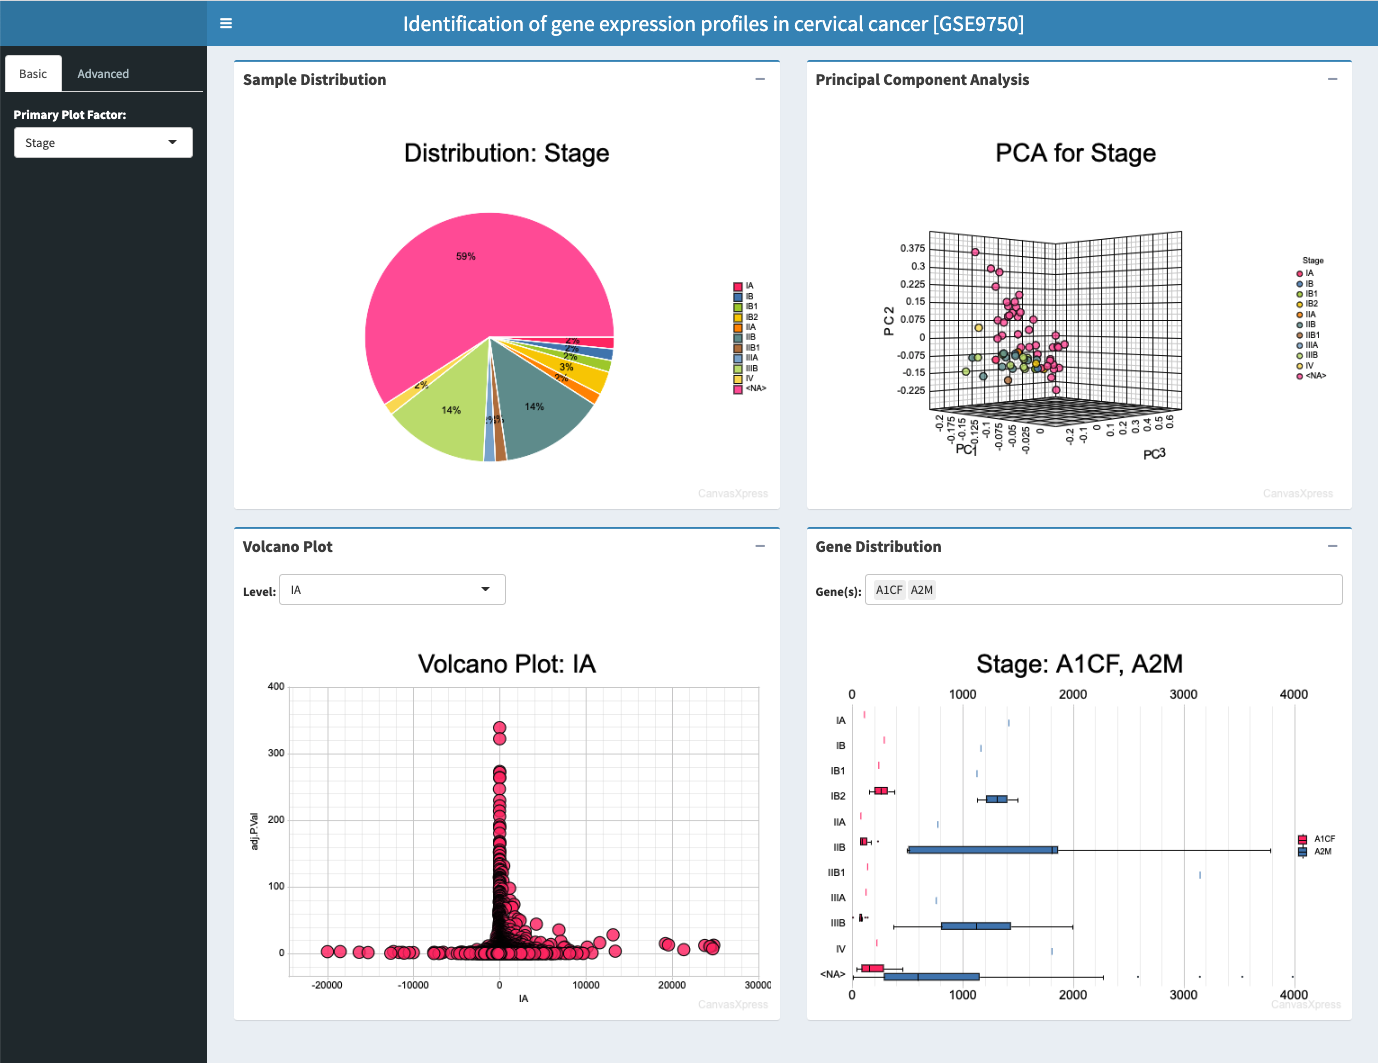 Identification of gene expression profiles in cervical cancer [GSE9750]
Basic
Advanced
Primary Plot Factor:
Stage
Sample Distribution
Distribution: Stage
59%
2%
2%
2%
3%
2%
14%
14%
2%
IA
IB
IB1
IB2
IIA
IIB
IIB1
IIIA
IIIB
IV
<NA>
CanvasXpress
Principal Component Analysis
PCA for Stage
0.375
0.3
0.225
0.15
0.075
0
-0.075
-0.15
-0.225
PC2
-0.2
-0.175
-0.15
-0.125
-0.1
-0.075
-0.05
-0.025
0
PC1
-0.2
-0.1
0
0.1
0.2
0.3
0.4
0.5
0.6
PC3
Stage
IA
IB
IB1
IB2
IIA
IIB
IIB1
IIIA
IIIB
IV
<NA>
CanvasXpress
Volcano Plot
Level: IA
Volcano Plot: IA
400
300
200
100
0
adj.P.Val
-20000 -10000 0 10000 20000 30000
IA
CanvasXpress
Gene Distribution
Gene(s): A1CF A2M
Stage: A1CF, A2M
0 1000 2000 3000 4000
IA
IB
IB1
IB2
IIA
IIB
IIB1
IIIA
IIIB
IV
<NA>
0 1000 2000 3000 4000
A1CF
A2M
CanvasXpress